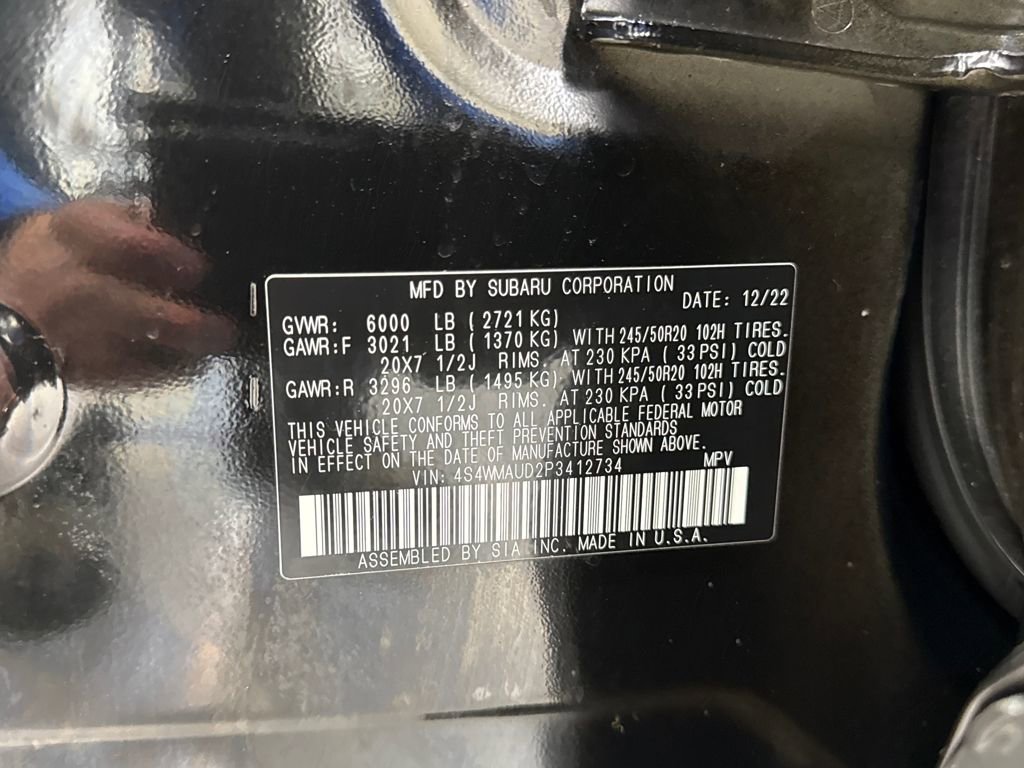 MFD BY SUBARU CORPORATION
DATE: 12/22
GVWR: 6000 LB ( 2721 KG)
GAWR:F 3021 LB ( 1370 KG) WITH 245/50R20 102H TIRES.
20X7 1/2J RIMS. AT 230 KPA ( 33 PSI) COLD
GAWR:R 3296 LB ( 1495 KG) WITH 245/50R20 102H TIRES.
20X7 1/2J RIMS. AT 230 KPA ( 33 PSI) COLD
THIS VEHICLE CONFORMS TO ALL APPLICABLE FEDERAL MOTOR
VEHICLE SAFETY AND THEFT PREVENTION STANDARDS
IN EFFECT ON THE DATE OF MANUFACTURE SHOWN ABOVE.
VIN: 4S4WMAUD2P3412734 MPV
ASSEMBLED BY SIA INC. MADE IN U.S.A.